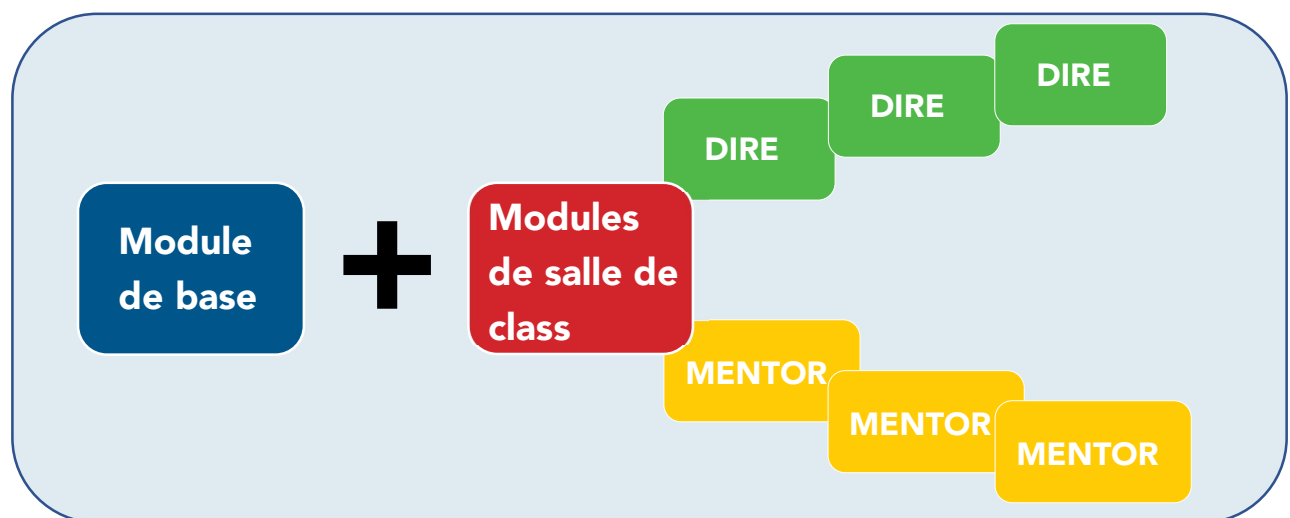 Module
de base
Modules
de salle de
class
DIRE
DIRE
DIRE
MENTOR
MENTOR
MENTOR